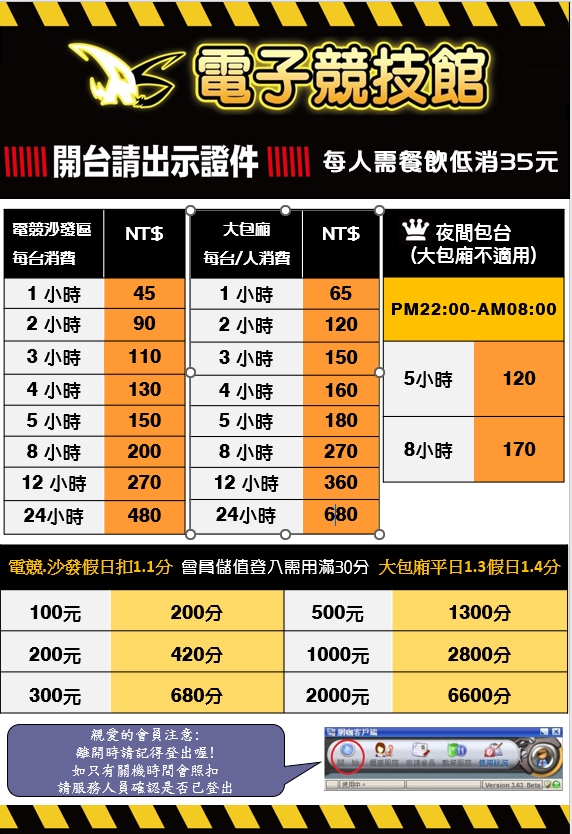 電子競技館
開台請出示證件 每人需餐飲低消35元
電競沙發區 NT$
每台消費
1 小時 45
2 小時 90
3 小時 110
4 小時 130
5 小時 150
8 小時 200
12 小時 270
24小時 480
大包廂 NT$
每台/人消費
1 小時 65
2 小時 120
3 小時 150
4 小時 160
5 小時 180
8 小時 270
12 小時 360
24小時 680
夜間包台
(大包廂不適用)
PM22:00-AM08:00
5小時 120
8小時 170
電競.沙發假日扣1.1分 會員儲值登入需用滿30分 大包廂平日1.3假日1.4分
100元 200分 500元 1300分
200元 420分 1000元 2800分
300元 680分 2000元 6600分
親愛的會員注意:
離開時請記得登出喔!
如只有關機時間會照扣
請服務人員確認是否已登出
網咖客戶端
開 始 櫃臺服務 申請會員 點餐服務 使用狀況
使用中。 Version 3.63 Beta